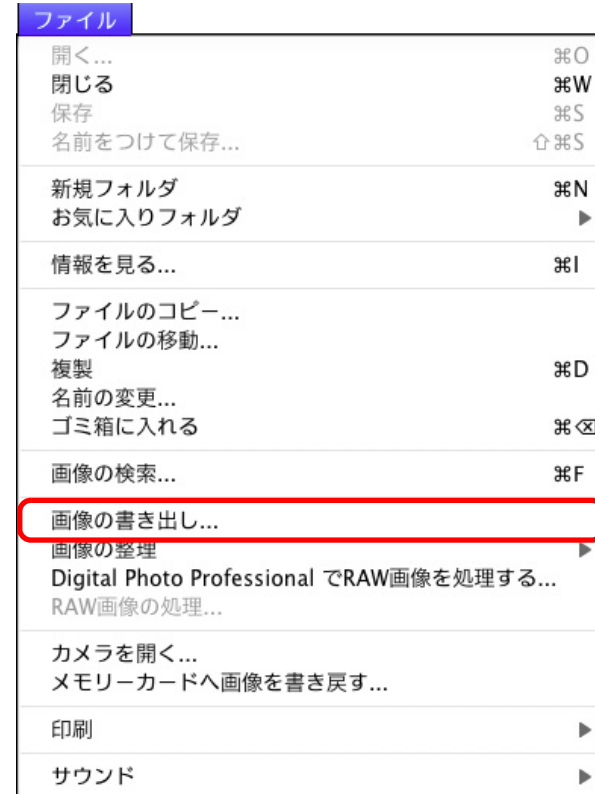 ファイル
開く... ⌘O
閉じる ⌘W
保存 ⌘S
名前をつけて保存... ⇧⌘S
新規フォルダ ⌘N
お気に入りフォルダ ▶
情報を見る... ⌘I
ファイルのコピー...
ファイルの移動...
複製 ⌘D
名前の変更...
ゴミ箱に入れる ⌘⌫
画像の検索... ⌘F
画像の書き出し...
画像の整理 ▶
Digital Photo Professional でRAW画像を処理する...
RAW画像の処理...
カメラを開く...
メモリーカードへ画像を書き戻す...
印刷 ▶
サウンド ▶